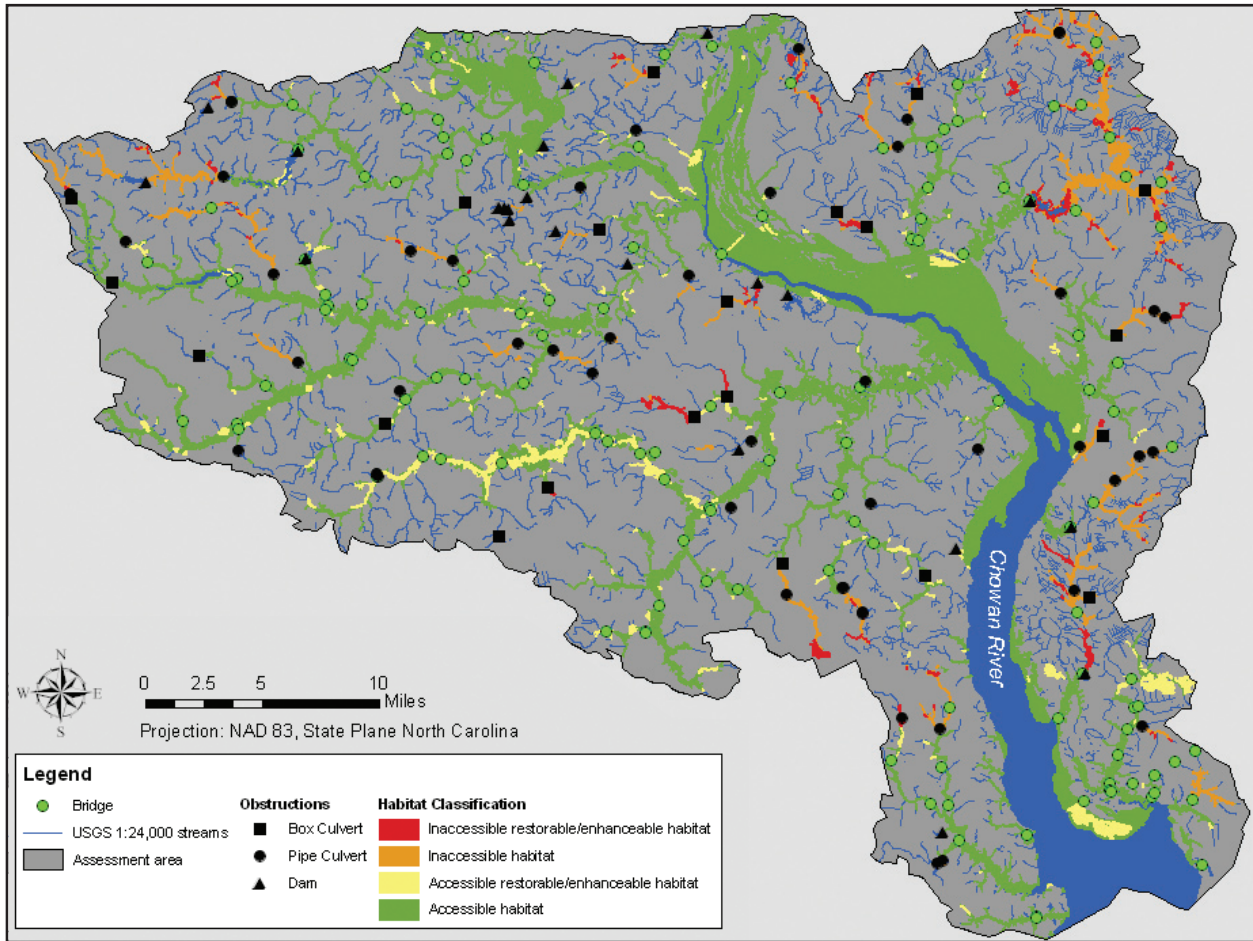 Chowan River
N
W E
S
0 2.5 5 10
Miles
Projection: NAD 83, State Plane North Carolina
Legend
Bridge
USGS 1:24,000 streams
Assessment area
Obstructions
Box Culvert
Pipe Culvert
Dam
Habitat Classification
Inaccessible restorable/enhanceable habitat
Inaccessible habitat
Accessible restorable/enhanceable habitat
Accessible habitat